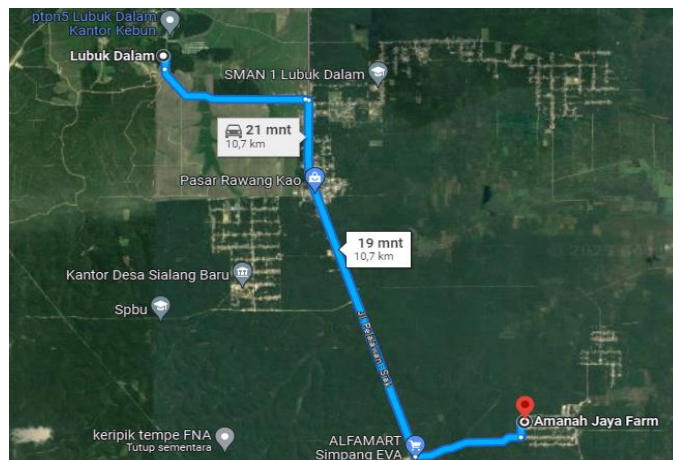 ptpn5 Lubuk Dalam
Kantor Kebun
Lubuk Dalam
SMAN 1 Lubuk Dalam
21 mnt
10,7 km
Pasar Rawang Kao
19 mnt
10,7 km
Kantor Desa Sialang Baru
Spbu
Jl. Pelalawan Siak
Amanah Jaya Farm
keripik tempe FNA
Tutup sementara
ALFAMART
Simpang EVA